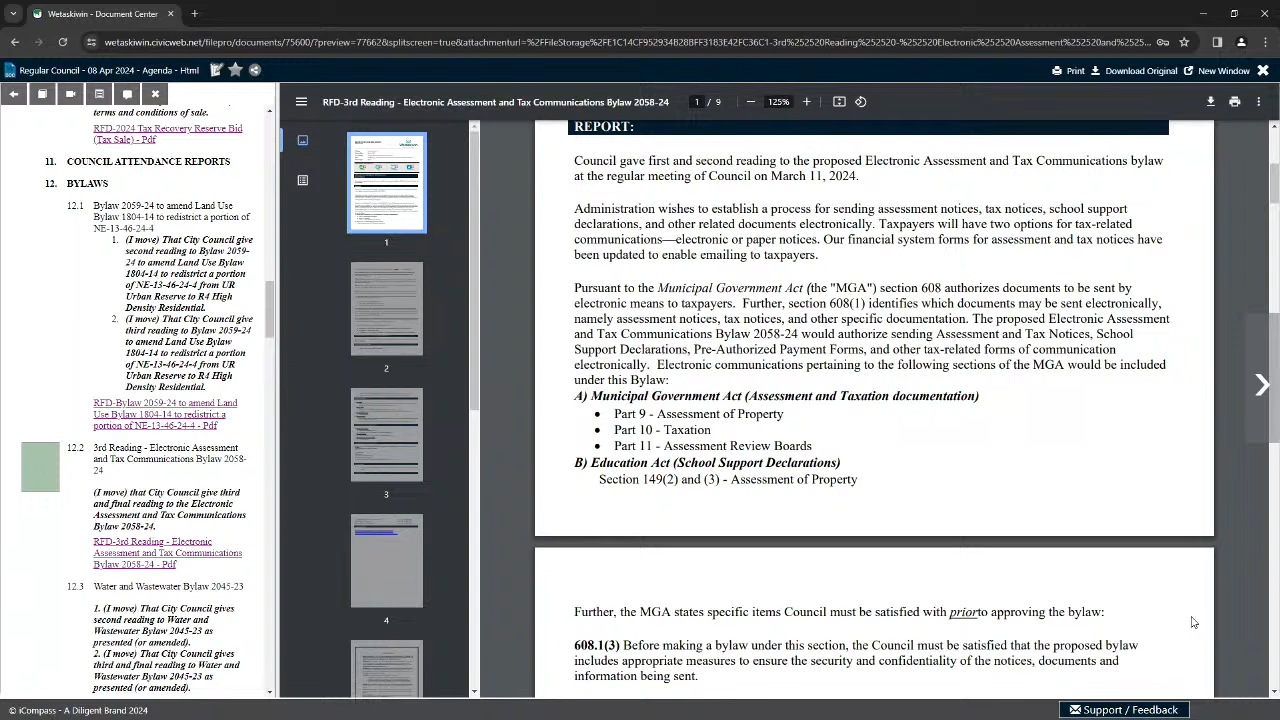 Wetaskiwin - Document
wetaskiwin.civicweb.net/filepro/documents/75600/?preview=77662&splitscreen=true&attachmenturl=%2FFileStorage%2FE1C14CF952934B2BBFF3183E42FC36C1-3rd%252520Reading%252520-%252520Electronic%252520Assessment%252520and%2525...
Regular Council - 08 Apr 2024 - Agenda - Html
Print
Download Original
New Window
terms and conditions of sale.
RFD-2024 Tax Recovery Reserve Bid
(Tax Sale) - Pdf
11. COUNCIL ATTENDANCE REPORTS
12. BYLAWS
12.1 Bylaw 2059-24 to amend Land Use
Bylaw 1804-14 to redistrict a portion of
NE-13-46-24-4
1. (I move) That City Council give
second reading to Bylaw 2059-
24 to amend Land Use Bylaw
1804-14 to redistrict a portion
of NE-13-46-24-4 from UR
Urban Reserve to R4 High
Density Residential.
2. (I move) That City Council give
third reading to Bylaw 2059-24
to amend Land Use Bylaw
1804-14 to redistrict a portion
of NE-13-46-24-4 from UR
Urban Reserve to R4 High
Density Residential.
RFD-Bylaw 2059-24 to amend Land
Use Bylaw 1804-14 to redistrict a
portion of NE-13-46-24-4 - Pdf
12.2 3rd Reading - Electronic Assessment
and Tax Communications Bylaw 2058-
24
(I move) that City Council give third
and final reading to the Electronic
Assessment and Tax Communications
Bylaw 2058-24.
RFD-3rd Reading - Electronic
Assessment and Tax Communications
Bylaw 2058-24 - Pdf
12.3 Water and Wastewater Bylaw 2045-23
1. (I move) That City Council gives
second reading to Water and
Wastewater Bylaw 2045-23 as
presented (or amended).
2. (I move) That City Council gives
third and final reading to Water and
Wastewater Bylaw 2045-23 as
presented (or amended).
RFD-3rd Reading - Electronic Assessment and Tax Communications Bylaw 2058-24
1 / 9
125%
1
2
3
4
REPORT:
Council gave first and second reading to the proposed Electronic Assessment and Tax Communications bylaw
at the regular meeting of Council on March 11, 2024.
Administration wishes to establish a process for sending assessment notices, tax notices, school support
declarations, and other related documents electronically. Taxpayers will have two options for tax-related
communications—electronic or paper notices. Our financial system forms for assessment and tax notices have
been updated to enable emailing to taxpayers.
Pursuant to the Municipal Government Act (the "MGA") section 608 authorizes documents to be sent by
electronic means to taxpayers. Further, section 608(1) identifies which documents may be sent electronically,
namely assessment notices, tax notices, and other specific documentation. The proposed Electronic Assessment
and Tax Communications Bylaw 2058-24 would authorize sending Assessment and Tax Notices, School
Support Declarations, Pre-Authorized Payment Forms, and other tax-related forms of communication
electronically. Electronic communications pertaining to the following sections of the MGA would be included
under this Bylaw:
A) Municipal Government Act (Assessment and Taxation documentation)
• Part 9 - Assessment of Property
• Part 10 - Taxation
• Part 11 - Assessment Review Boards
B) Education Act (School Support Declarations)
Section 149(2) and (3) - Assessment of Property
Further, the MGA states specific items Council must be satisfied with prior to approving the bylaw:
608.1(3) Before making a bylaw under this section, the Council must be satisfied that the proposed bylaw
includes appropriate measures to ensure the security and confidentiality of the notices, documents and
information being sent.
© iCompass - A Diligent Brand 2024
Support / Feedback